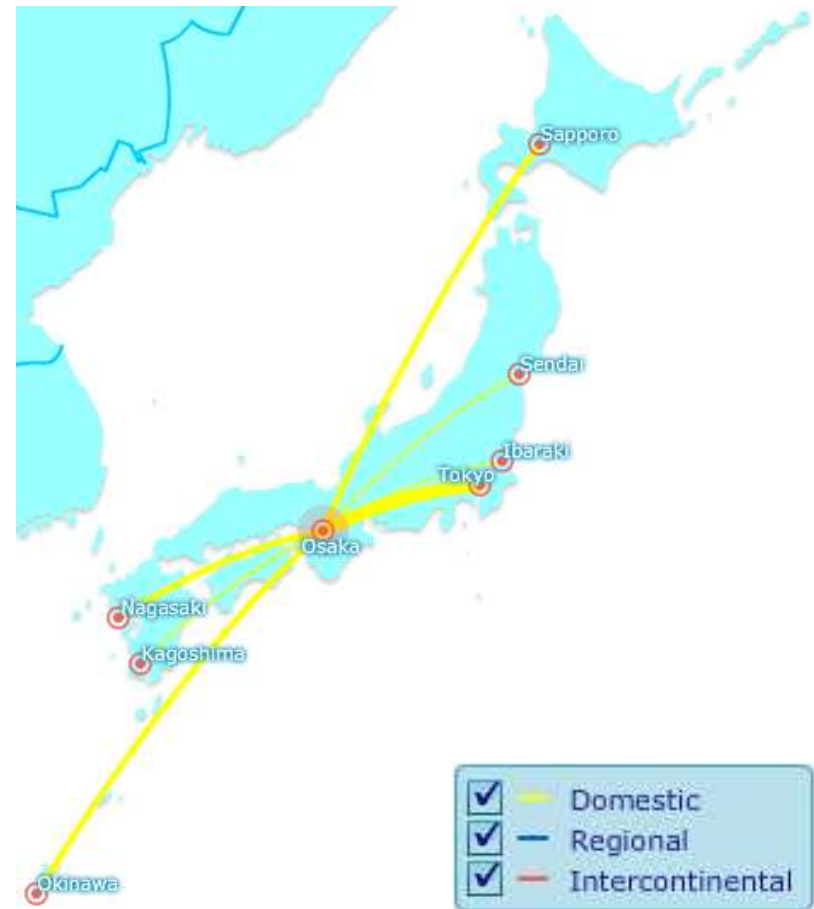 Sapporo
Sendai
Ibaraki
Tokyo
Osaka
Nagasaki
Kagoshima
Okinawa
Domestic
Regional
Intercontinental